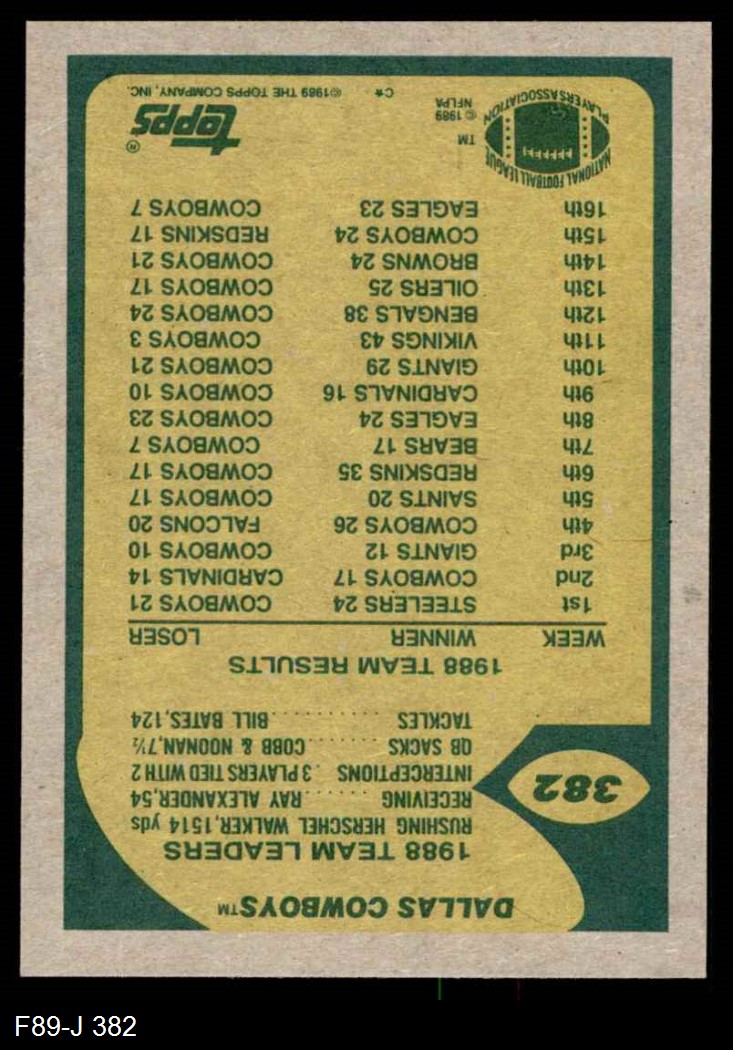 382
DALLAS COWBOYS™
1988 TEAM LEADERS
RUSHING HERSCHEL WALKER, 1514 yds
RECEIVING ........ RAY ALEXANDER, 54
INTERCEPTIONS . 3 PLAYERS TIED WITH 2
QB SACKS ........ COBB & NOONAN, 7½
TACKLES ............ BILL BATES, 124
1988 TEAM RESULTS
WEEK WINNER LOSER
1st STEELERS 24 COWBOYS 21
2nd COWBOYS 17 CARDINALS 14
3rd GIANTS 12 COWBOYS 10
4th COWBOYS 26 FALCONS 20
5th SAINTS 20 COWBOYS 17
6th REDSKINS 35 COWBOYS 17
7th BEARS 17 COWBOYS 7
8th EAGLES 24 COWBOYS 23
9th CARDINALS 16 COWBOYS 10
10th GIANTS 29 COWBOYS 21
11th VIKINGS 43 COWBOYS 3
12th BENGALS 38 COWBOYS 24
13th OILERS 25 COWBOYS 17
14th BROWNS 24 COWBOYS 21
15th COWBOYS 24 REDSKINS 17
16th EAGLES 23 COWBOYS 7
NATIONAL FOOTBALL LEAGUE
PLAYERS ASSOCIATION
TM
© 1989
NFLPA
topps®
C* ©1989 THE TOPPS COMPANY, INC.
F89-J 382